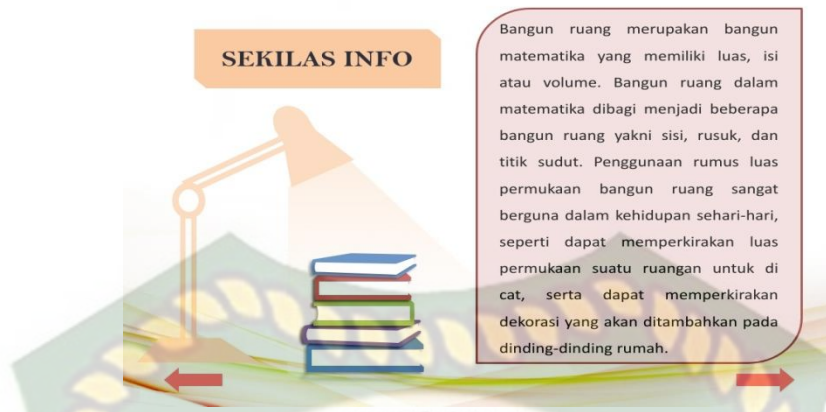 SEKILAS INFO
Bangun ruang merupakan bangun
matematika yang memiliki luas, isi
atau volume. Bangun ruang dalam
matematika dibagi menjadi beberapa
bangun ruang yakni sisi, rusuk, dan
titik sudut. Penggunaan rumus luas
permukaan bangun ruang sangat
berguna dalam kehidupan sehari-hari,
seperti dapat memperkirakan luas
permukaan suatu ruangan untuk di
cat, serta dapat memperkirakan
dekorasi yang akan ditambahkan pada
dinding-dinding rumah.